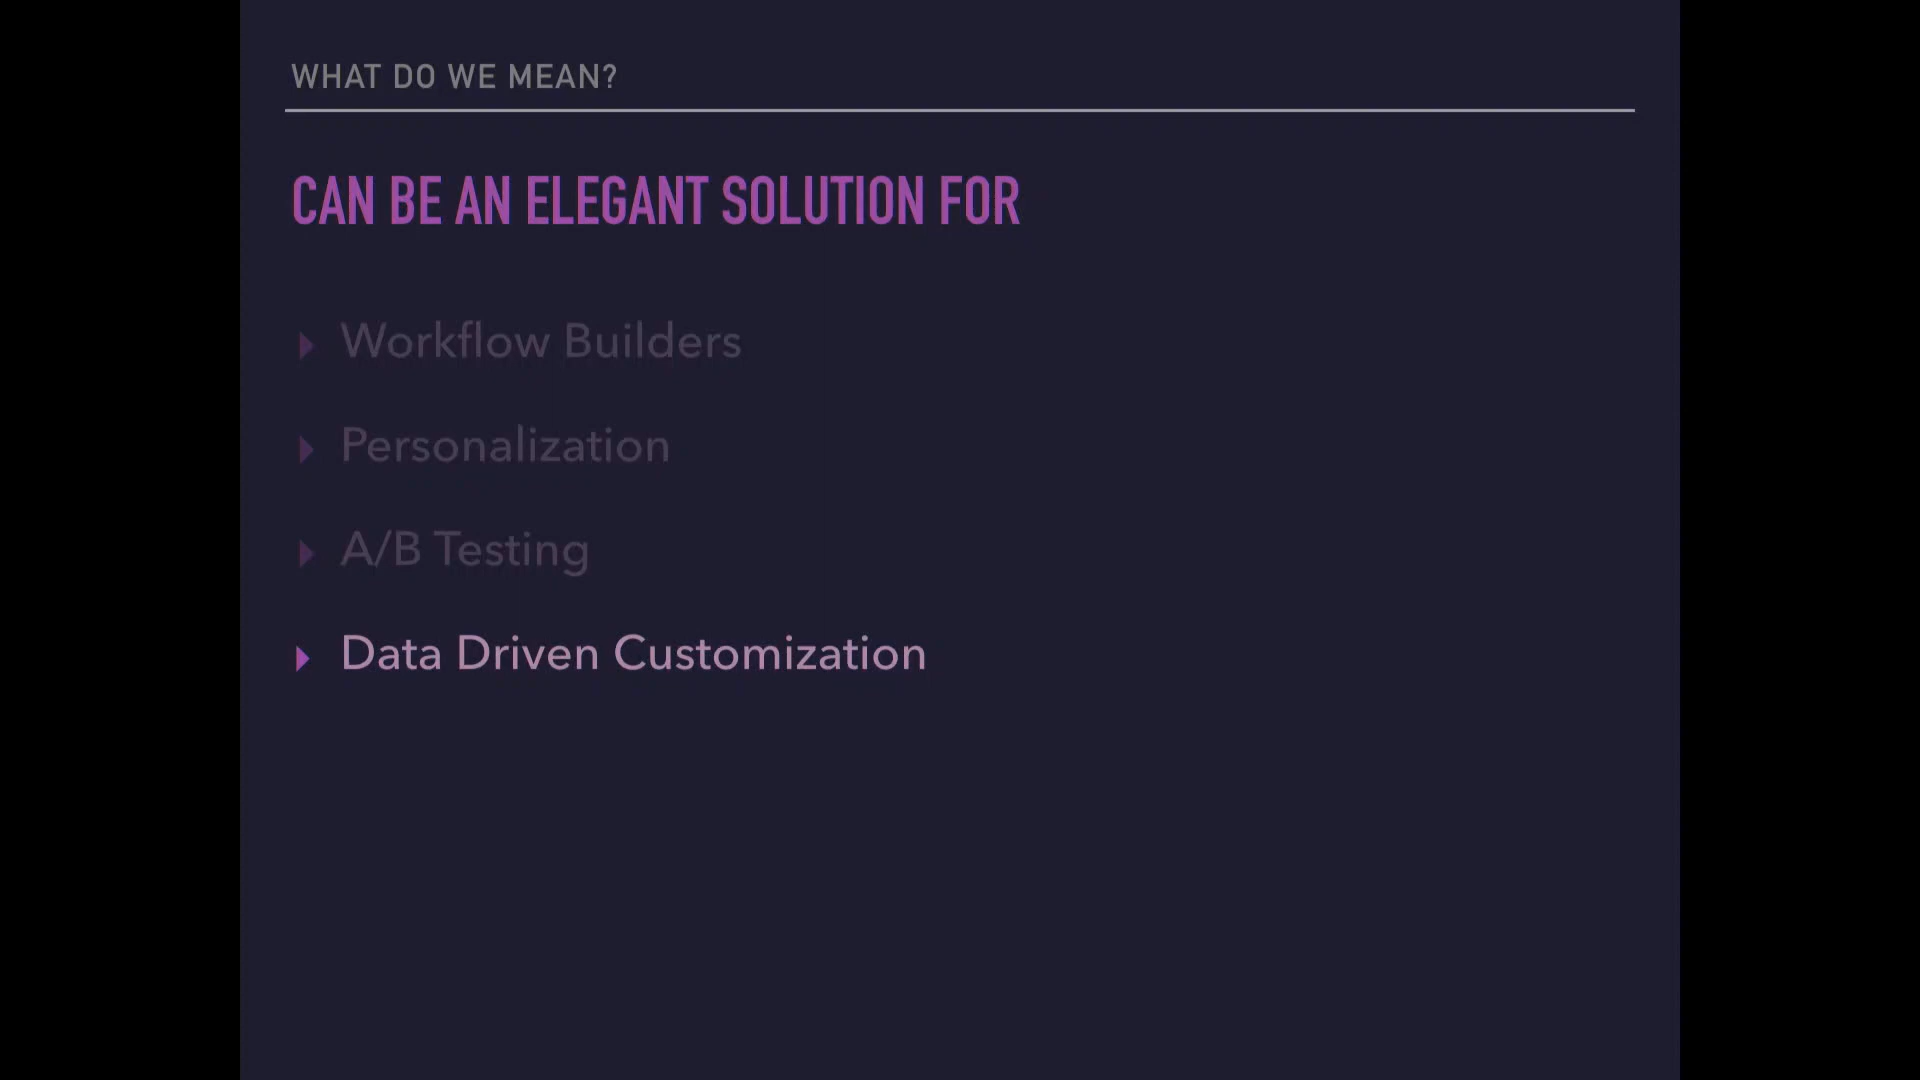 WHAT DO WE MEAN?
CAN BE AN ELEGANT SOLUTION FOR
Workflow Builders
Personalization
A/B Testing
Data Driven Customization